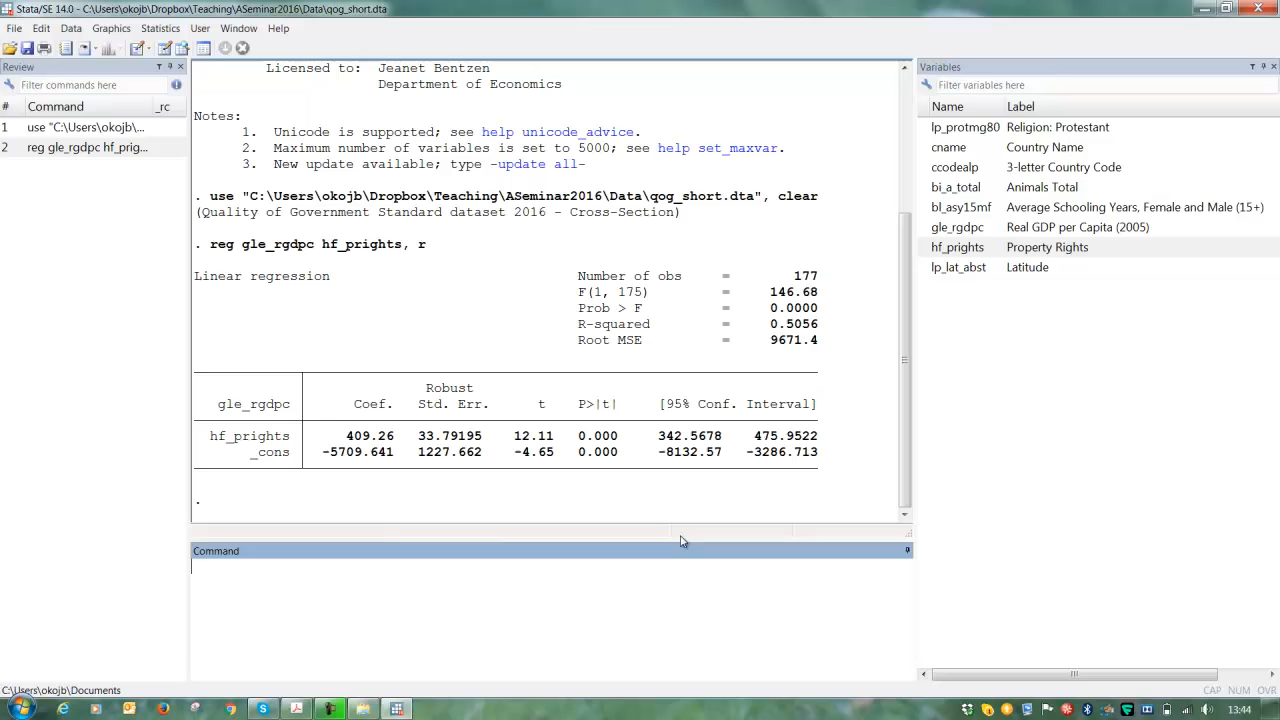 Stata/SE 14.0 - C:\Users\okojb\Dropbox\Teaching\ASeminar2016\Data\qog_short.dta
File Edit Data Graphics Statistics User Window Help
Review
Filter commands here
# Command _rc
1 use "C:\Users\okojb\...
2 reg gle_rgdpc hf_prig...
Licensed to: Jeanet Bentzen
Department of Economics
Notes:
1. Unicode is supported; see help unicode_advice.
2. Maximum number of variables is set to 5000; see help set_maxvar.
3. New update available; type -update all-
. use "C:\Users\okojb\Dropbox\Teaching\ASeminar2016\Data\qog_short.dta", clear
(Quality of Government Standard dataset 2016 - Cross-Section)
. reg gle_rgdpc hf_prights, r
Linear regression Number of obs = 177
F(1, 175) = 146.68
Prob > F = 0.0000
R-squared = 0.5056
Root MSE = 9671.4
Robust
gle_rgdpc Coef. Std. Err. t P>|t| [95% Conf. Interval]
hf_prights 409.26 33.79195 12.11 0.000 342.5678 475.9522
_cons -5709.641 1227.662 -4.65 0.000 -8132.57 -3286.713
.
Command
Variables
Filter variables here
Name Label
lp_protmg80 Religion: Protestant
cname Country Name
ccodealp 3-letter Country Code
bi_a_total Animals Total
bl_asy15mf Average Schooling Years, Female and Male (15+)
gle_rgdpc Real GDP per Capita (2005)
hf_prights Property Rights
lp_lat_abst Latitude
C:\Users\okojb\Documents
CAP NUM OVR
13:44